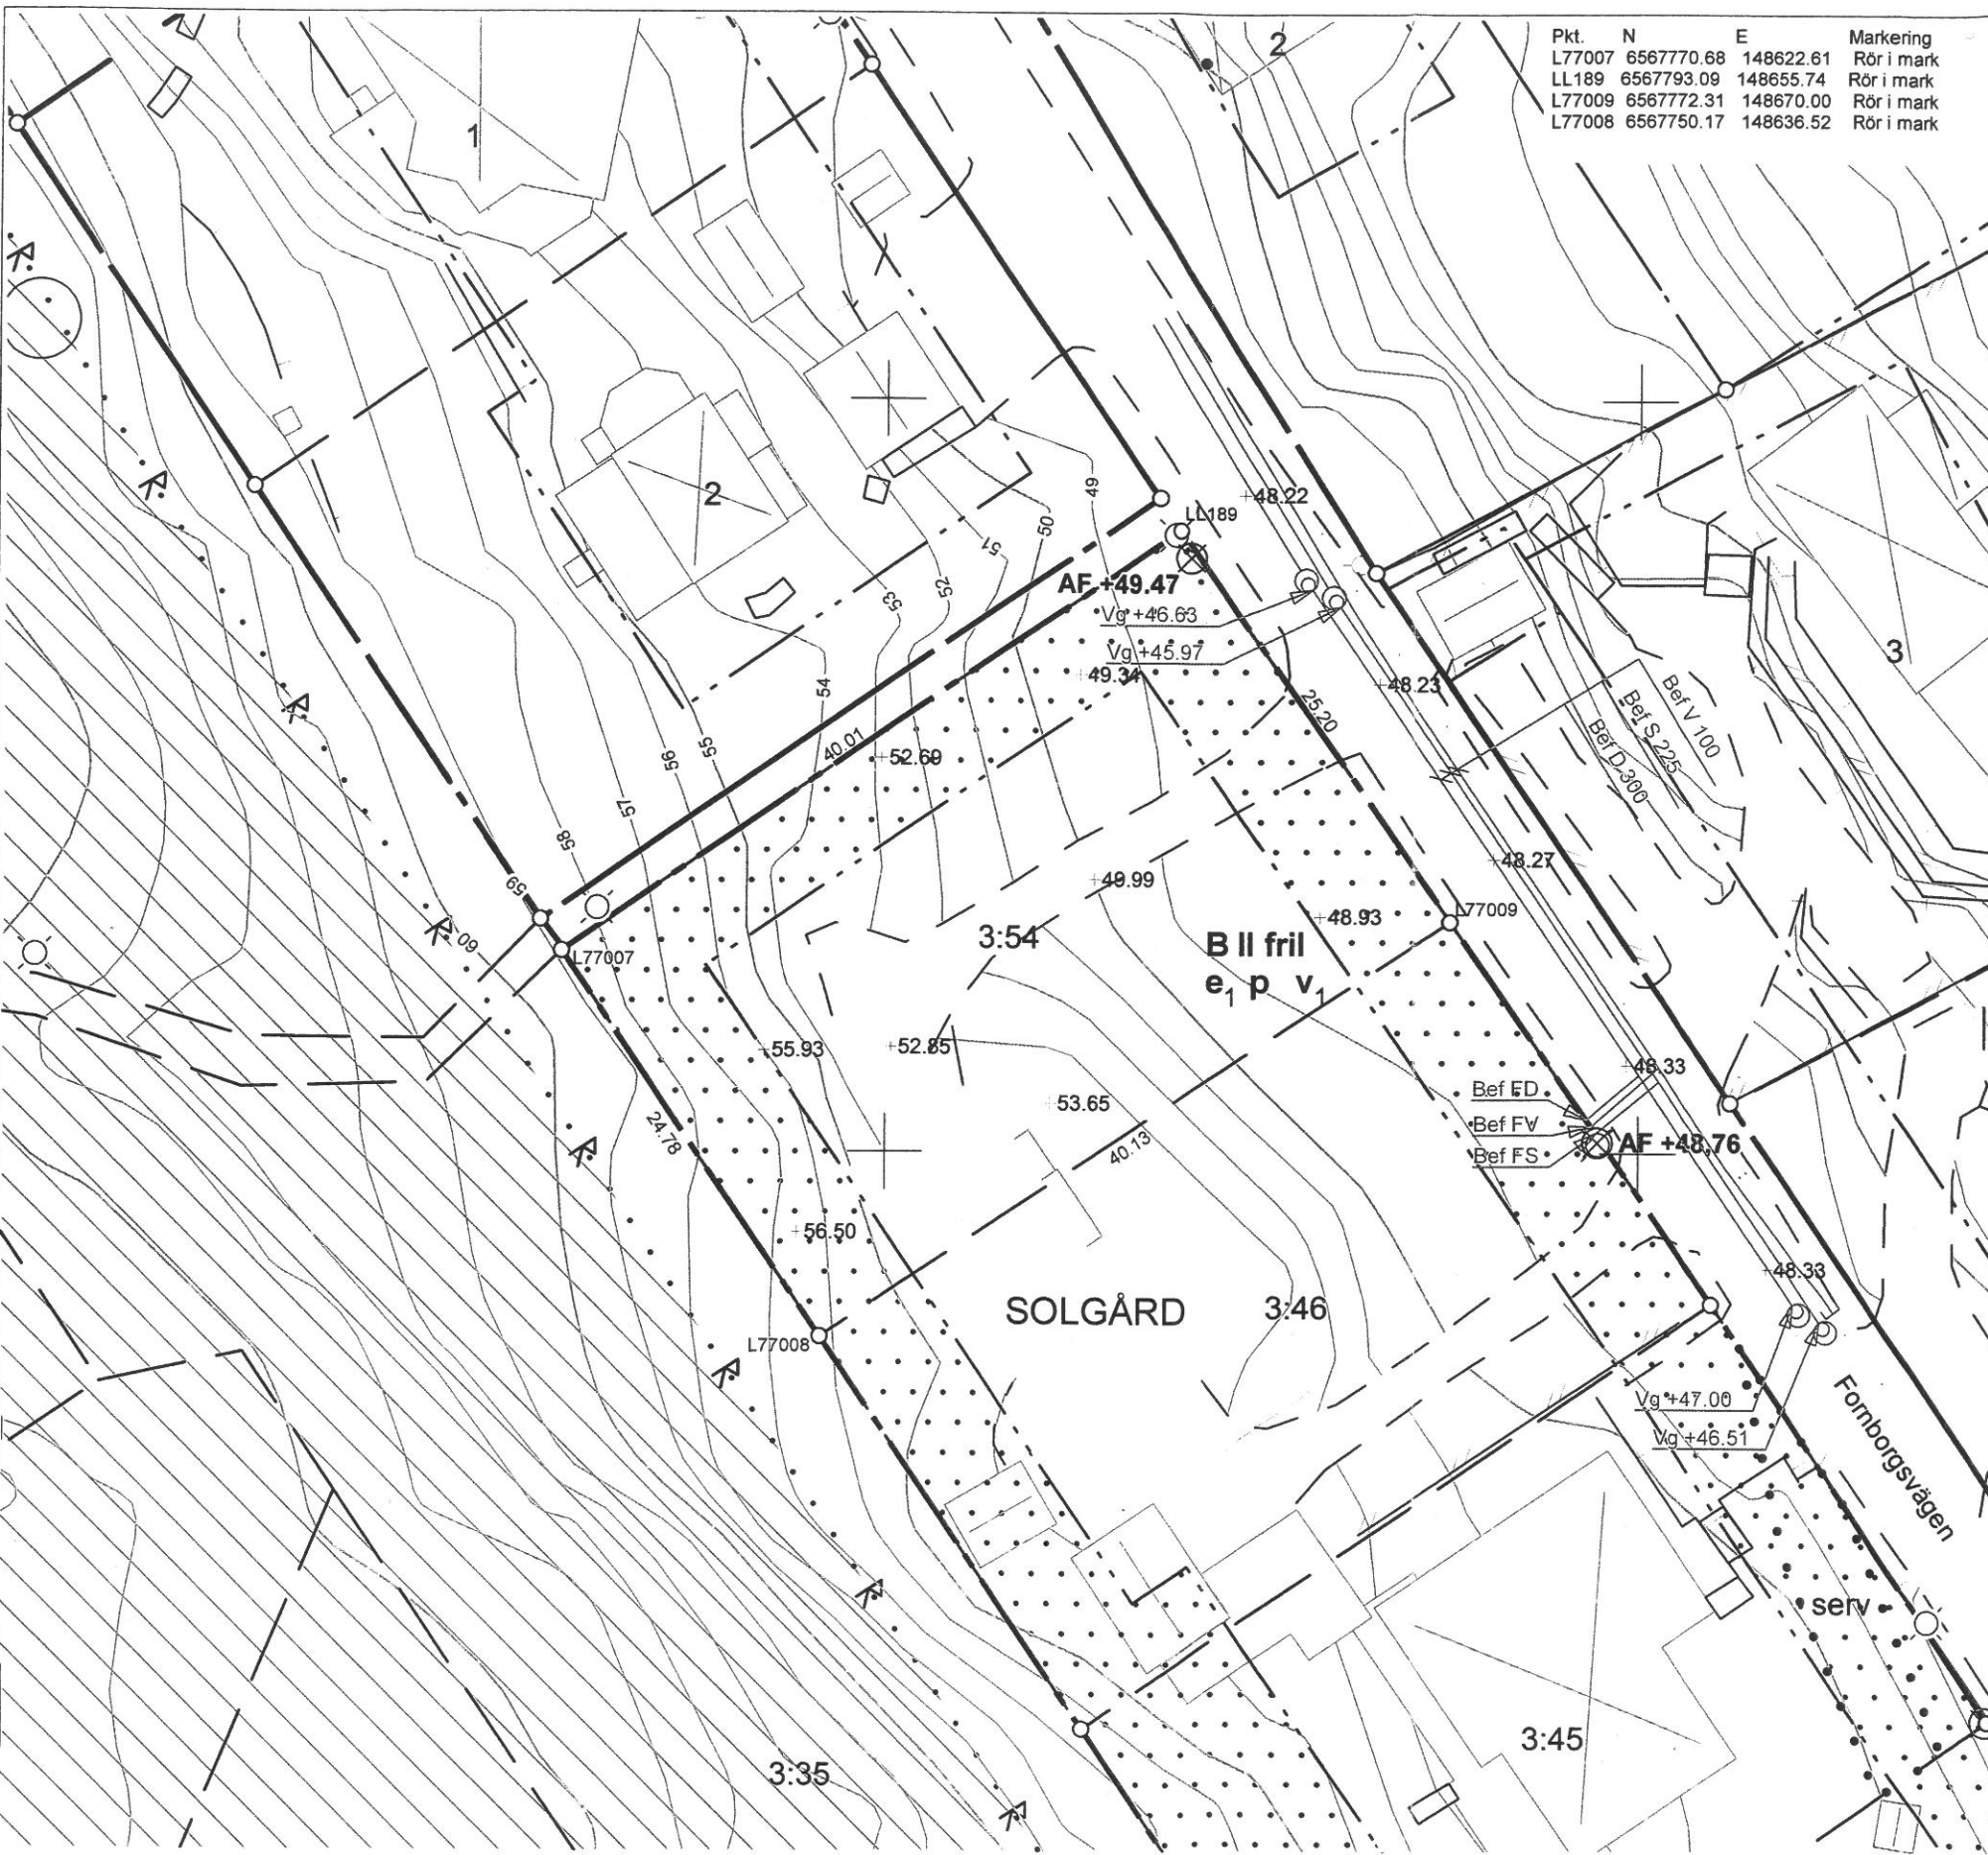 Pkt. N E Markering
L77007 6567770.68 148622.61 Rör i mark
LL189 6567793.09 148655.74 Rör i mark
L77009 6567772.31 148670.00 Rör i mark
L77008 6567750.17 148636.52 Rör i mark
2
1
2
3
49
50
51
52
53
54
55
56
57
58
59
60
+48.22
LL189
AF +49.47
Vg +46.63
Vg +45.97
+49.34
+48.23
25.20
Bef V 100
Bef S 225
Bef D 300
40.01
+52.69
+48.27
+49.99
+48.93
L77009
3:54
B II fril
e1 p v1
L77007
+55.93
+52.85
+53.65
40.13
24.78
+48.33
Bef FD
Bef FV
Bef FS
AF +48.76
+56.50
+48.33
SOLGÅRD
3:46
L77008
Vg +47.00
Vg +46.51
Fornborgsvägen
serv
3:45
3:35